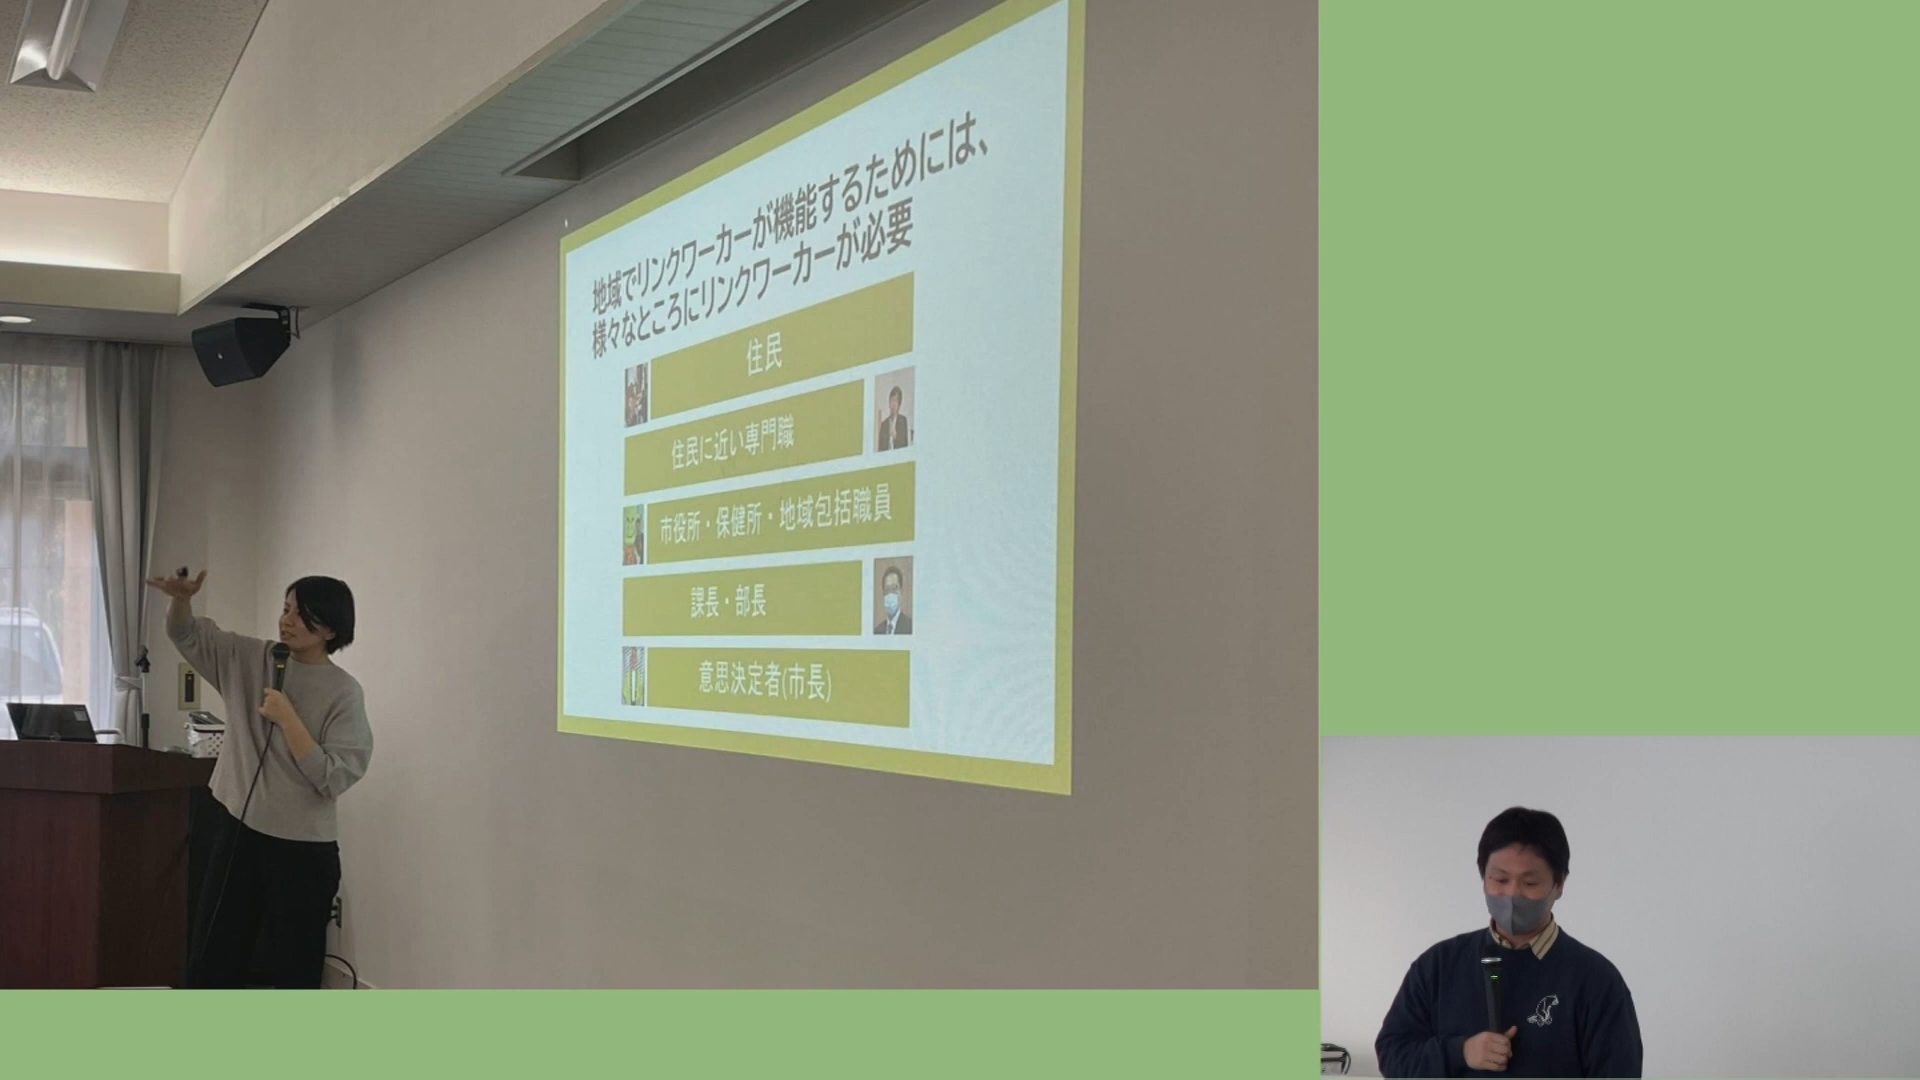 地域でリンクワーカーが機能するためには、
様々なところにリンクワーカーが必要
住民
住民に近い専門職
市役所・保健所・地域包括職員
課長・部長
意思決定者(市長)